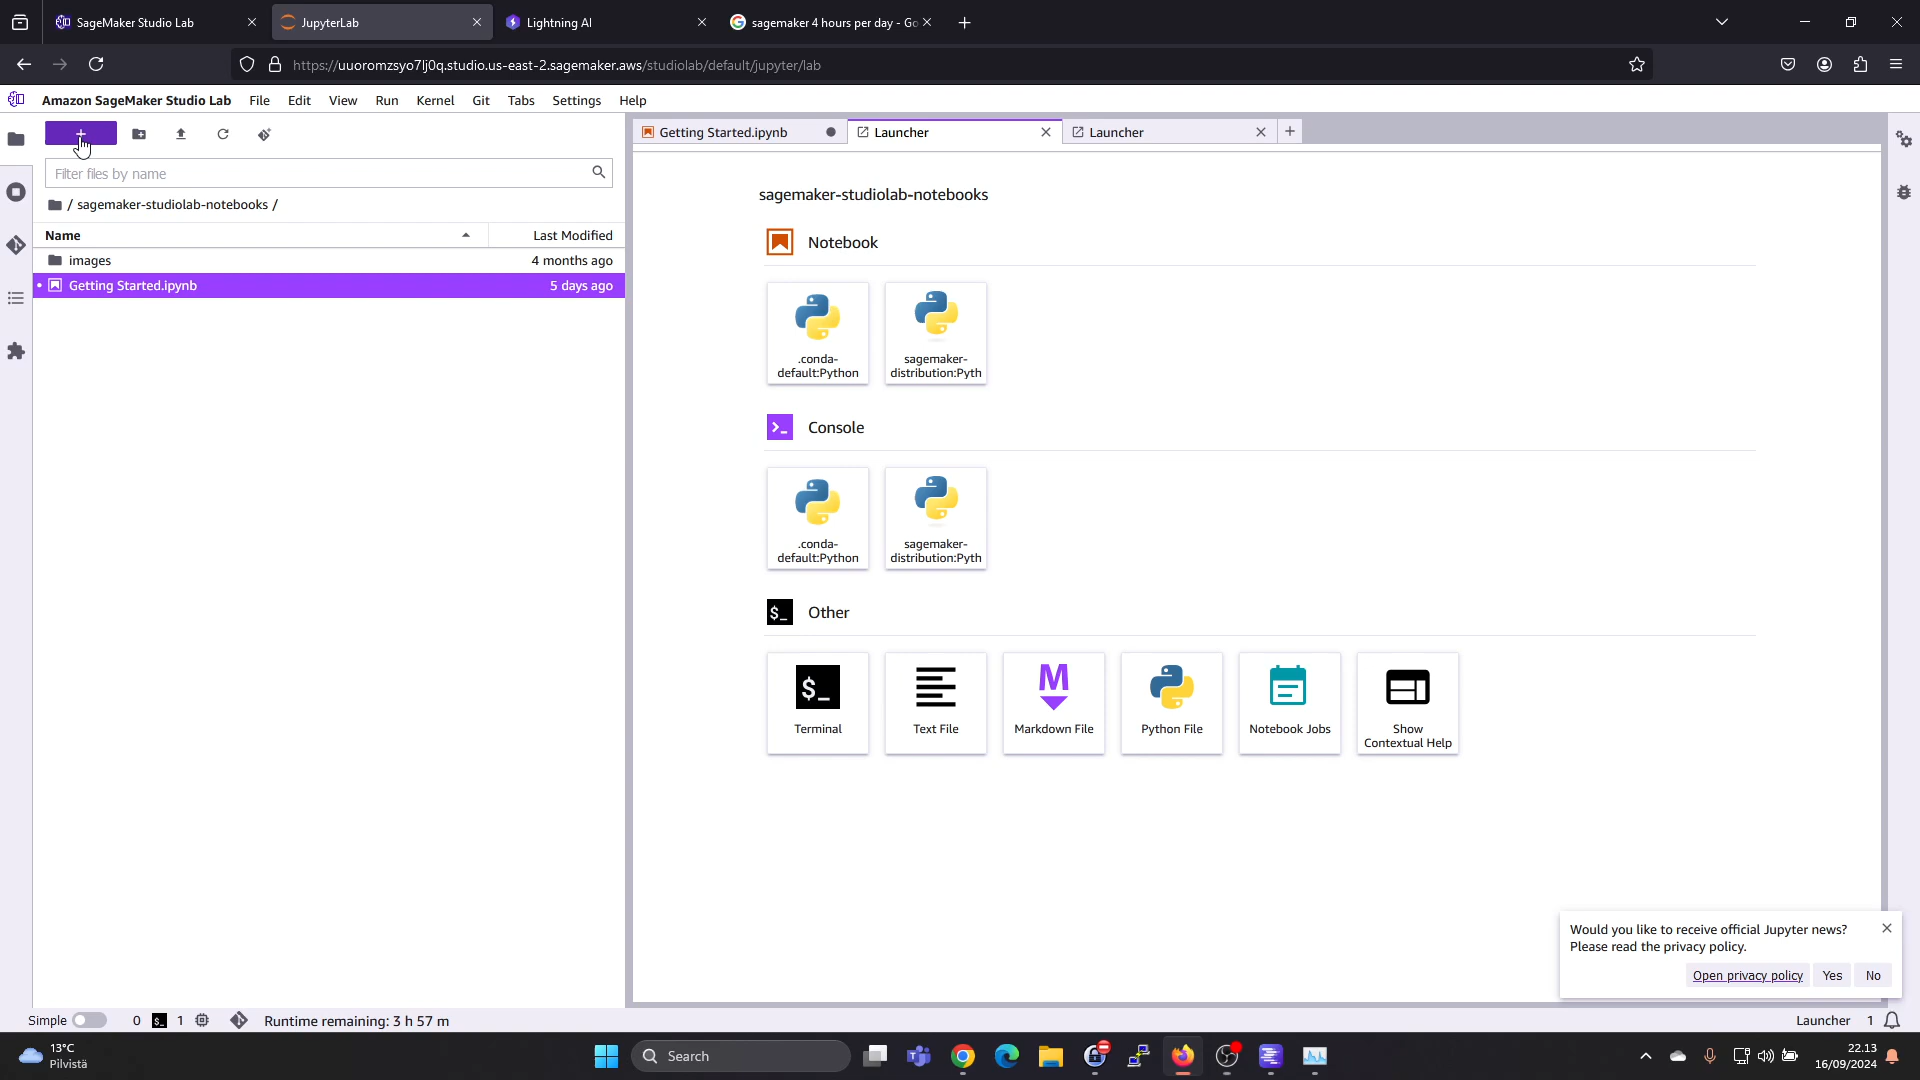 SageMaker Studio Lab
JupyterLab
Lightning AI
sagemaker 4 hours per day - Go
https://uuoromzsyo7lj0q.studio.us-east-2.sagemaker.aws/studiolab/default/jupyter/lab
Amazon SageMaker Studio Lab File Edit View Run Kernel Git Tabs Settings Help
Getting Started.ipynb
Launcher
Launcher
Filter files by name
/ sagemaker-studiolab-notebooks /
Name Last Modified
images 4 months ago
Getting Started.ipynb 5 days ago
sagemaker-studiolab-notebooks
Notebook
.conda-
default:Python
sagemaker-
distribution:Pyth
Console
.conda-
default:Python
sagemaker-
distribution:Pyth
$_ Other
$_
Terminal
Text File
M
Markdown File
Python File
Notebook Jobs
Show
Contextual Help
Would you like to receive official Jupyter news?
Please read the privacy policy.
Open privacy policy Yes No
Simple 0 $_ 1 Runtime remaining: 3 h 57 m Launcher 1
13°C
Pilvistä
Search
22.13
16/09/2024